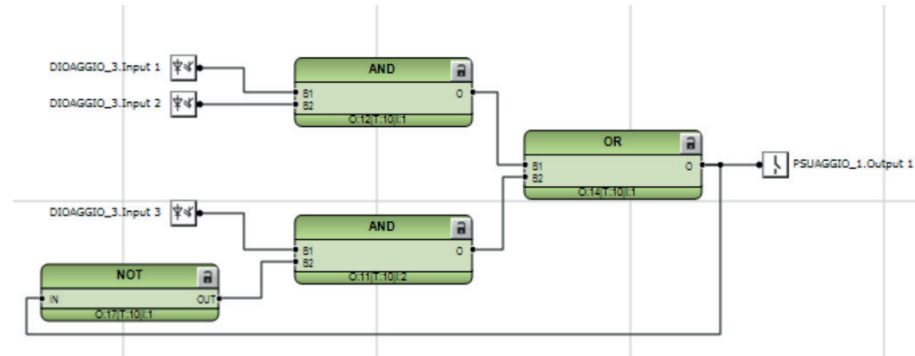 DIOAGGIO_3.Input 1
DIOAGGIO_3.Input 2
AND
B1
B2
O
O:12|T:10|I:1
OR
B1
B2
O
O:14|T:10|I:1
PSUAGGIO_1.Output 1
DIOAGGIO_3.Input 3
AND
B1
B2
O
O:11|T:10|I:2
NOT
IN
OUT
O:17|T:10|I:1